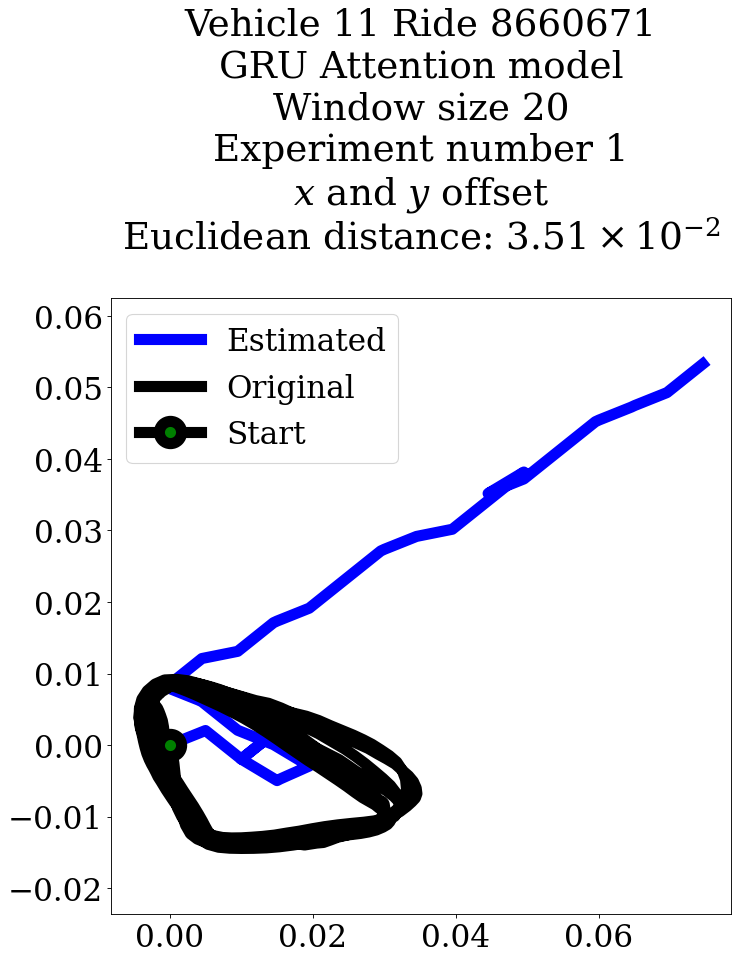 Vehicle 11 Ride 8660671
GRU Attention model
Window size 20
Experiment number 1
x and y offset
Euclidean distance: 3.51 × 10⁻²
0.06
0.05
0.04
0.03
0.02
0.01
0.00
−0.01
−0.02
Estimated
Original
Start
0.00 0.02 0.04 0.06